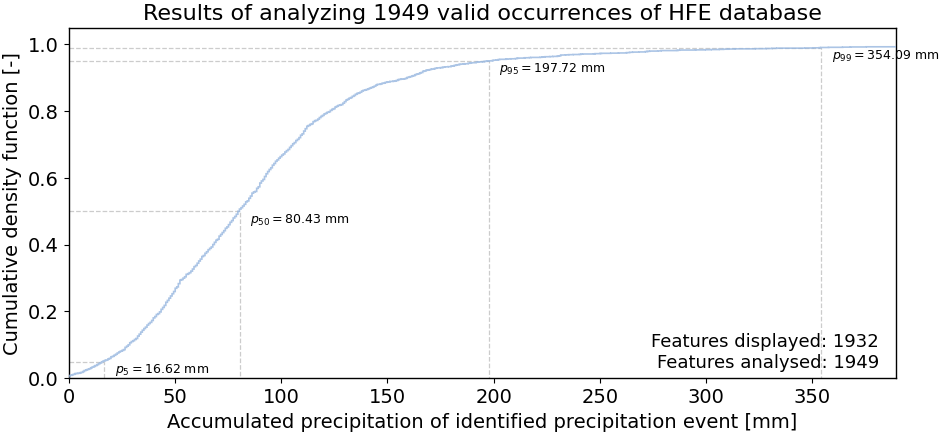 Results of analyzing 1949 valid occurrences of HFE database
Cumulative density function [-]
1.0
0.8
0.6
0.4
0.2
0.0
p99 = 354.09 mm
p95 = 197.72 mm
p50 = 80.43 mm
p5 = 16.62 mm
Features displayed: 1932
Features analysed: 1949
0 50 100 150 200 250 300 350
Accumulated precipitation of identified precipitation event [mm]